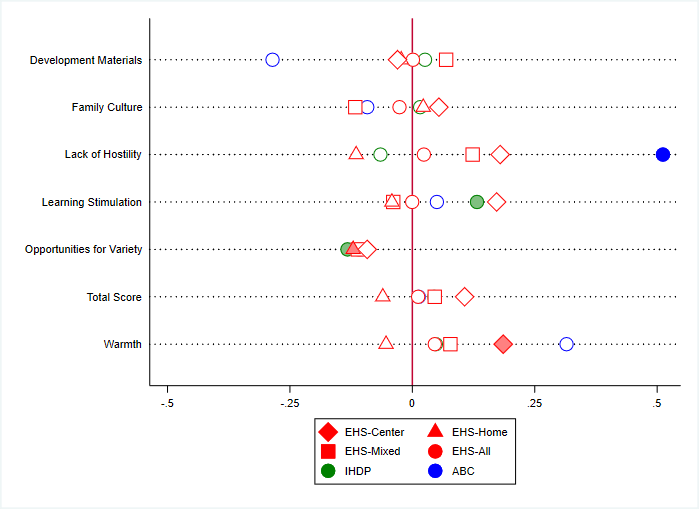 Development Materials
Family Culture
Lack of Hostility
Learning Stimulation
Opportunities for Variety
Total Score
Warmth
-.5 -.25 0 .25 .5
EHS-Center EHS-Home
EHS-Mixed EHS-All
IHDP ABC